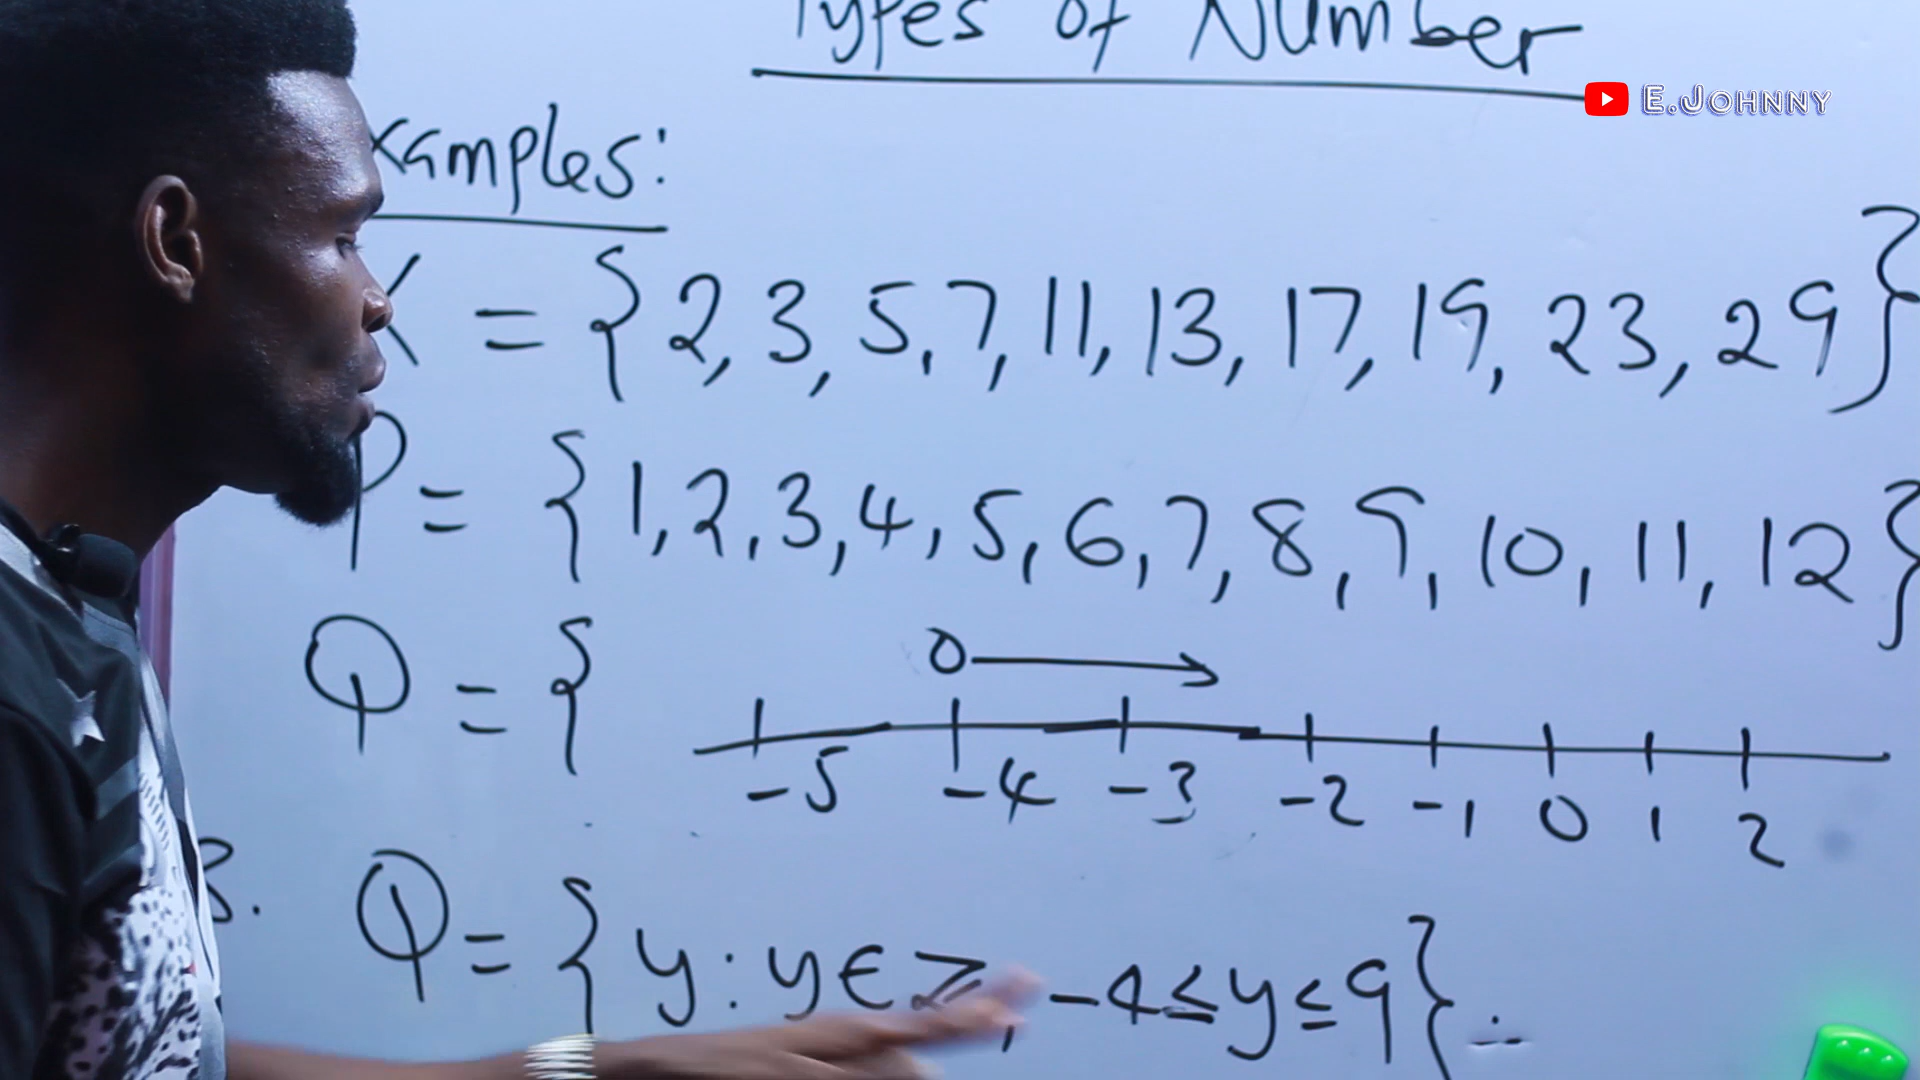 Types of Number
E.JOHNNY
xamples:
X = {2, 3, 5, 7, 11, 13, 17, 19, 23, 29}
P = {1, 2, 3, 4, 5, 6, 7, 8, 9, 10, 11, 12}
Q = {
-5 -4 -3 -2 -1 0 1 2
8. Q = {y : y ∈ Z, -4 ≤ y ≤ 9}